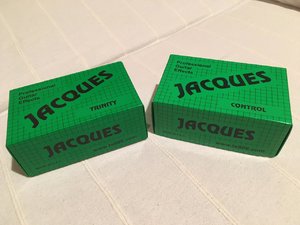 Professional
Guitar
Effects
JACQUES
TRINITY
JACQUES
Professional
Guitar
Effects
JACQUES
CONTROL
JACQUES